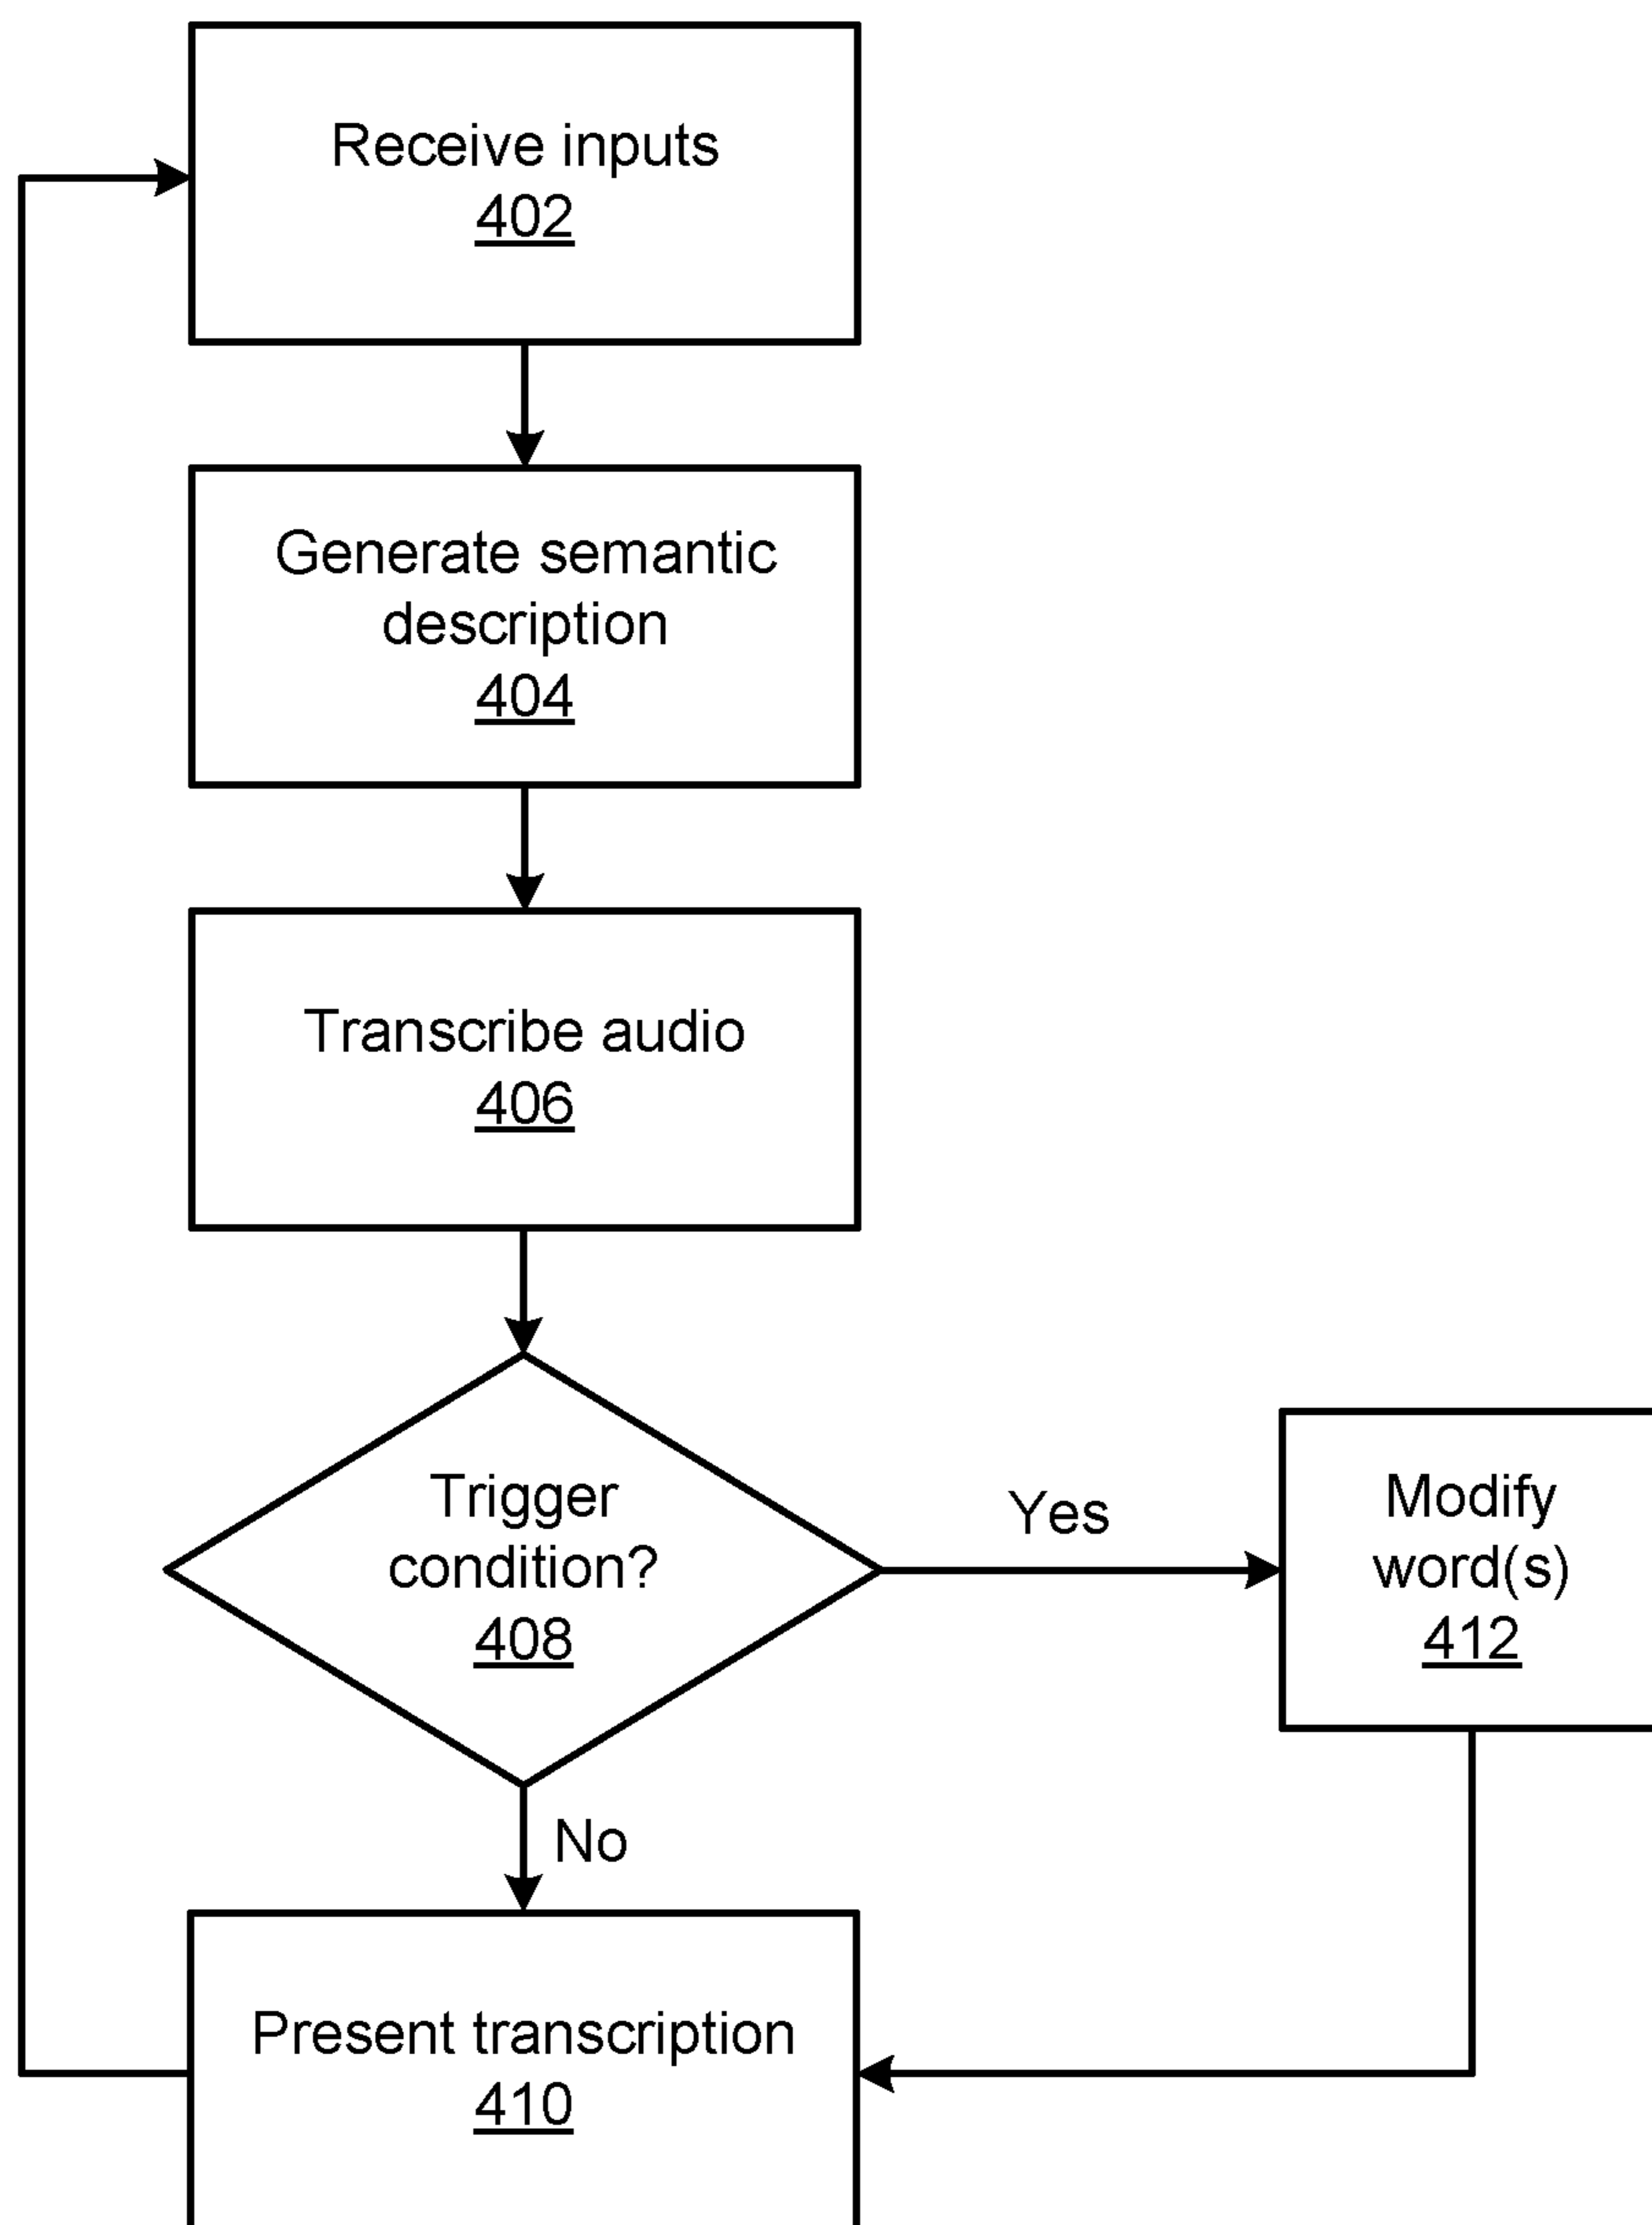 Receive inputs
402
Generate semantic
description
404
Transcribe audio
406
Trigger
condition?
408
Yes
Modify
word(s)
412
No
Present transcription
410